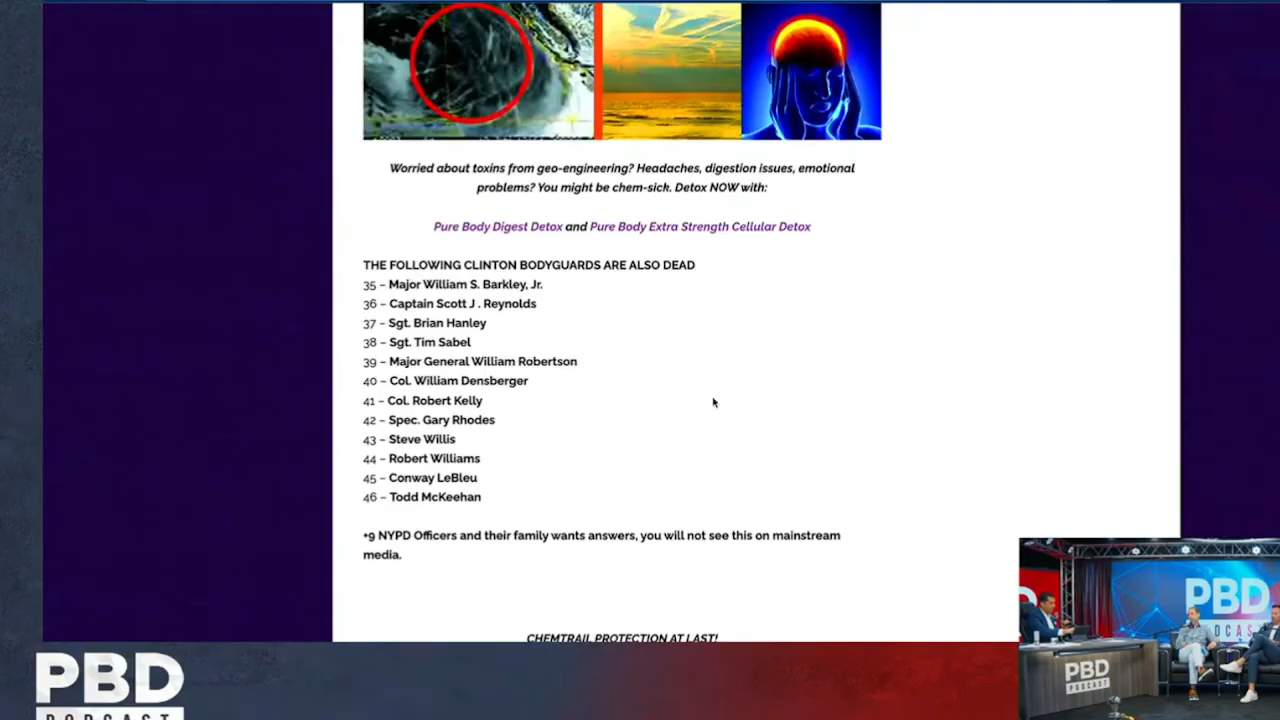 Worried about toxins from geo-engineering? Headaches, digestion issues, emotional
problems? You might be chem-sick. Detox NOW with:
Pure Body Digest Detox and Pure Body Extra Strength Cellular Detox
THE FOLLOWING CLINTON BODYGUARDS ARE ALSO DEAD
35 – Major William S. Barkley, Jr.
36 – Captain Scott J . Reynolds
37 – Sgt. Brian Hanley
38 – Sgt. Tim Sabel
39 – Major General William Robertson
40 – Col. William Densberger
41 – Col. Robert Kelly
42 – Spec. Gary Rhodes
43 – Steve Willis
44 – Robert Williams
45 – Conway LeBleu
46 – Todd McKeehan
+9 NYPD Officers and their family wants answers, you will not see this on mainstream
media.
CHEMTRAIL PROTECTION AT LAST!
PBD
PODCAST
PBD
PODCAST
PBD